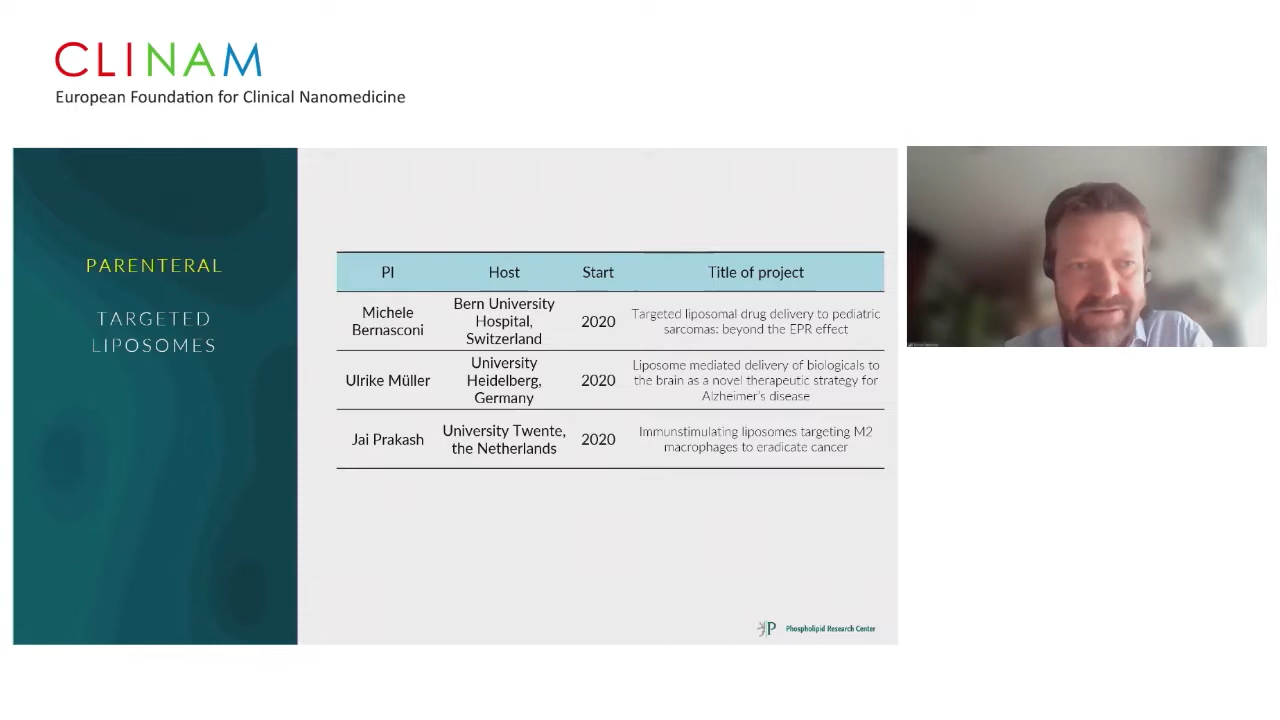 CLINAM
European Foundation for Clinical Nanomedicine
PARENTERAL
TARGETED
LIPOSOMES
PI Host Start Title of project
Michele
Bernasconi
Bern University
Hospital,
Switzerland
2020
Targeted liposomal drug delivery to pediatric
sarcomas: beyond the EPR effect
Ulrike Müller
University
Heidelberg,
Germany
2020
Liposome mediated delivery of biologicals to
the brain as a novel therapeutic strategy for
Alzheimer's disease
Jai Prakash
University Twente,
the Netherlands
2020
Immunstimulating liposomes targeting M2
macrophages to eradicate cancer
Phospholipid Research Center